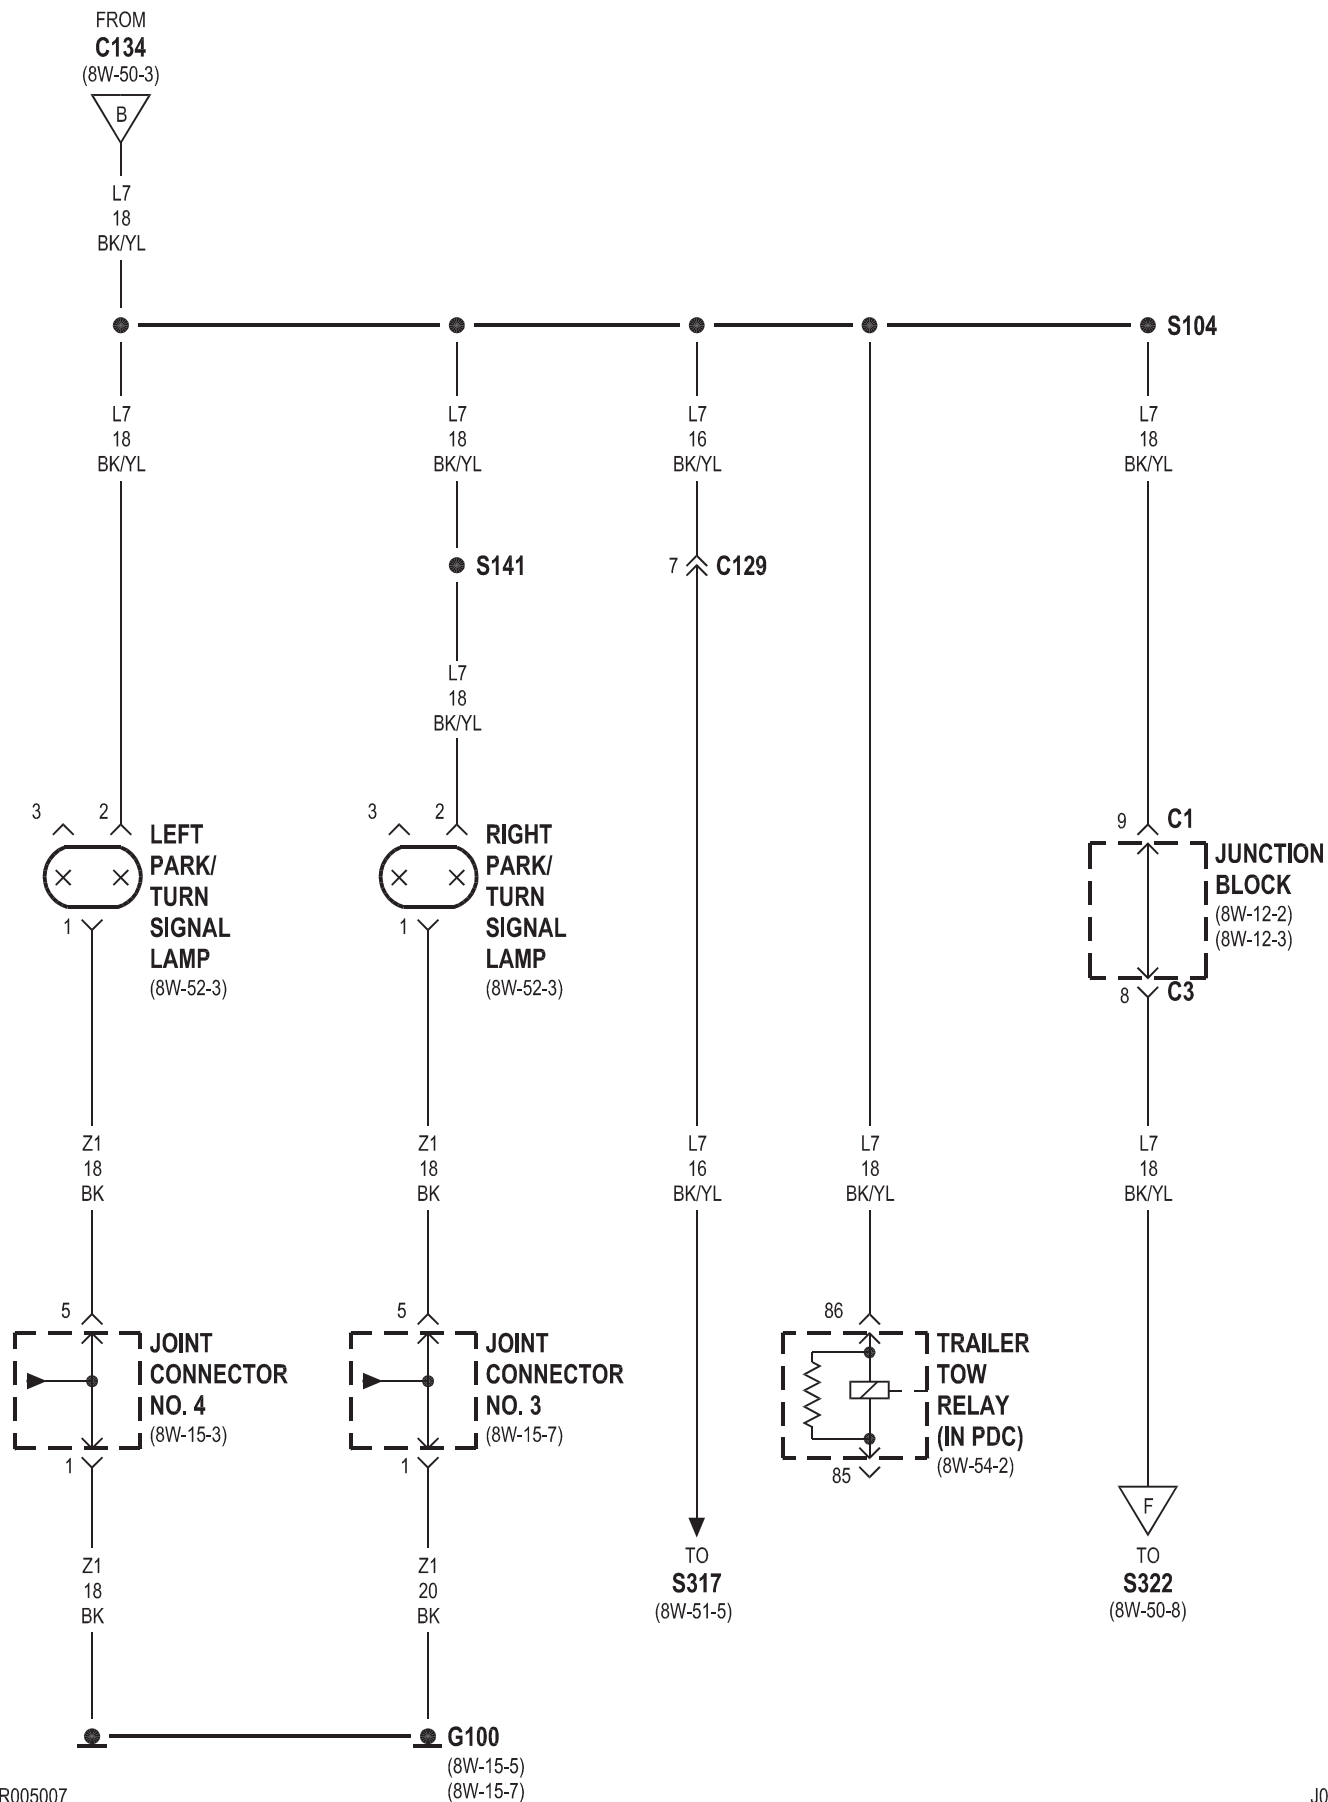 FROM
C134
(8W-50-3)
B
L7
18
BK/YL
S104
L7
18
BK/YL
L7
18
BK/YL
L7
16
BK/YL
L7
18
BK/YL
S141
7
C129
L7
18
BK/YL
3
2
LEFT
PARK/
TURN
SIGNAL
LAMP
(8W-52-3)
1
3
2
RIGHT
PARK/
TURN
SIGNAL
LAMP
(8W-52-3)
1
9
C1
JUNCTION
BLOCK
(8W-12-2)
(8W-12-3)
8
C3
Z1
18
BK
Z1
18
BK
L7
16
BK/YL
L7
18
BK/YL
L7
18
BK/YL
5
JOINT
CONNECTOR
NO. 4
(8W-15-3)
1
5
JOINT
CONNECTOR
NO. 3
(8W-15-7)
1
86
TRAILER
TOW
RELAY
(IN PDC)
(8W-54-2)
85
F
Z1
18
BK
Z1
20
BK
TO
S317
(8W-51-5)
TO
S322
(8W-50-8)
G100
(8W-15-5)
(8W-15-7)
R005007
J0